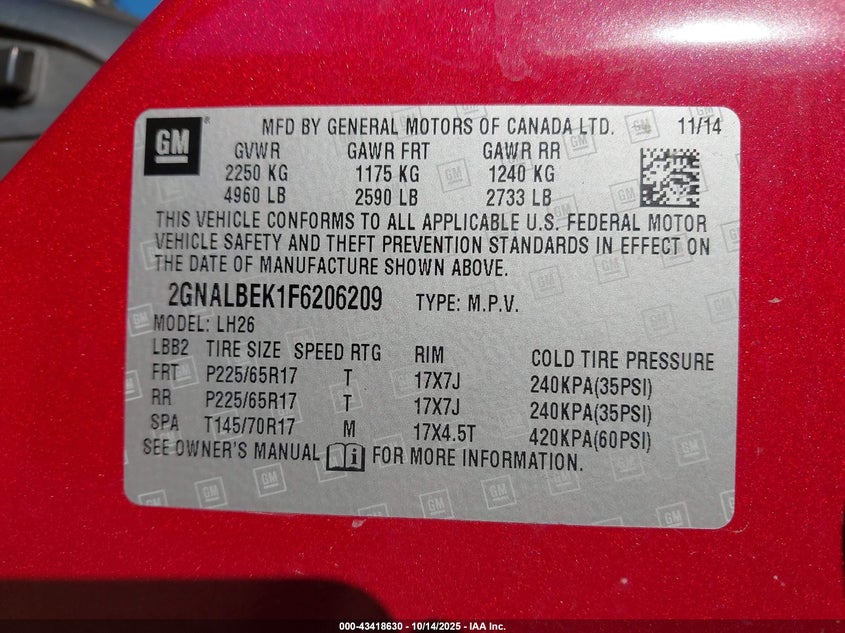 GM ® MFD BY GENERAL MOTORS OF CANADA LTD. 11/14
GVWR GAWR FRT GAWR RR
2250 KG 1175 KG 1240 KG
4960 LB 2590 LB 2733 LB
THIS VEHICLE CONFORMS TO ALL APPLICABLE U.S. FEDERAL MOTOR
VEHICLE SAFETY AND THEFT PREVENTION STANDARDS IN EFFECT ON
THE DATE OF MANUFACTURE SHOWN ABOVE.
2GNALBEK1F6206209 TYPE: M.P.V.
MODEL: LH26
LBB2 TIRE SIZE SPEED RTG RIM COLD TIRE PRESSURE
FRT P225/65R17 T 17X7J 240KPA(35PSI)
RR P225/65R17 T 17X7J 240KPA(35PSI)
SPA T145/70R17 M 17X4.5T 420KPA(60PSI)
SEE OWNER'S MANUAL FOR MORE INFORMATION.
000-43418630 - 10/14/2025 - IAA Inc.